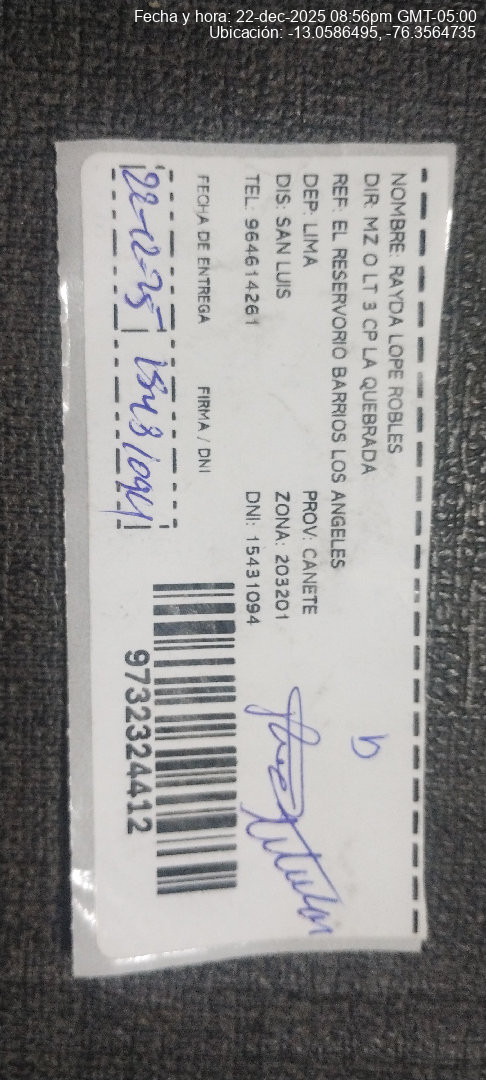 Fecha y hora: 22-dec-2025 08:56pm GMT-05:00
Ubicación: -13.0586495, -76.3564735
NOMBRE: RAYDA LOPE ROBLES
DIR: MZ O LT 3 CP LA QUEBRADA
REF: EL RESERVORIO BARRIOS LOS ANGELES
DEP: LIMA PROV: CANETE
DIS: SAN LUIS ZONA: 203201
TEL: 964614261 DNI: 15431094
FECHA DE ENTREGA FIRMA / DNI
22-12-25 15431094
Titular
9732324412